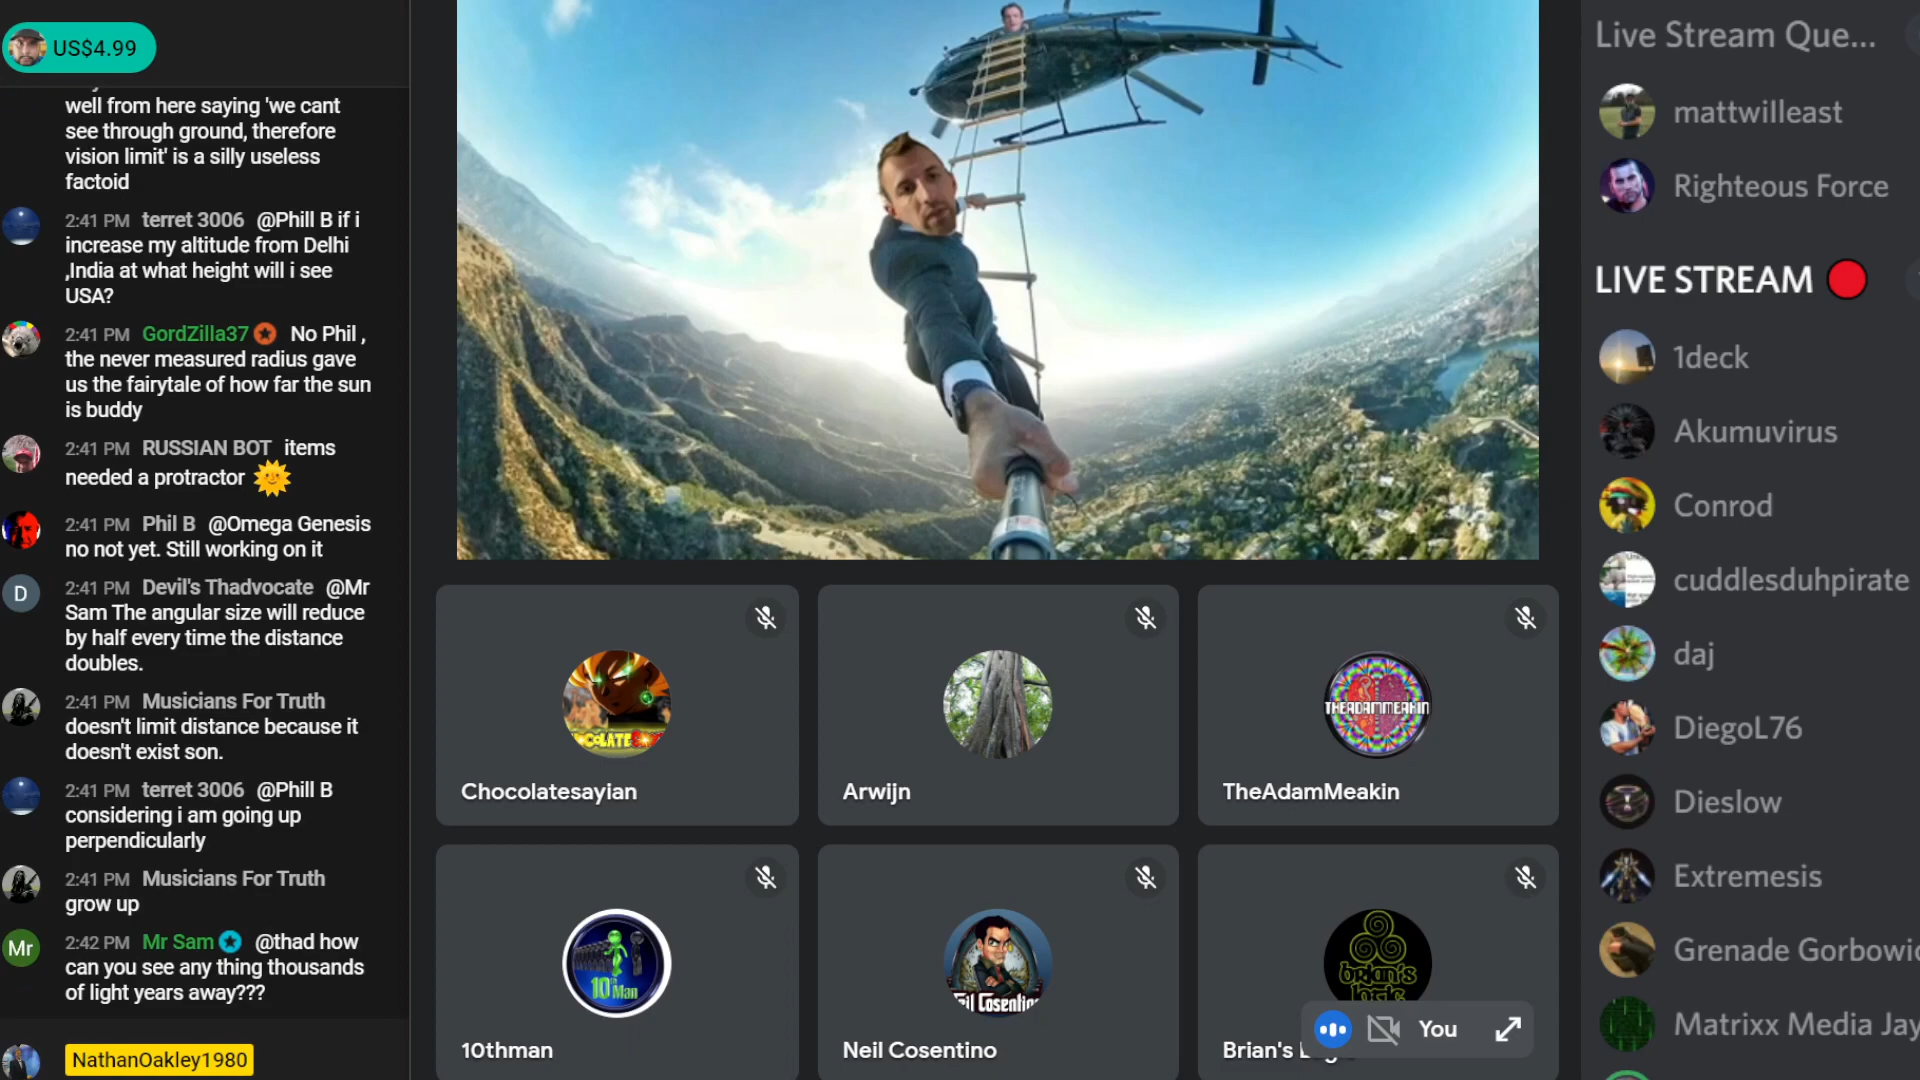 US$4.99
well from here saying 'we cant
see through ground, therefore
vision limit' is a silly useless
factoid
2:41 PM terret 3006 @Phill B if i
increase my altitude from Delhi
,India at what height will i see
USA?
2:41 PM GordZilla37 No Phil ,
the never measured radius gave
us the fairytale of how far the sun
is buddy
2:41 PM RUSSIAN BOT items
needed a protractor
2:41 PM Phil B @Omega Genesis
no not yet. Still working on it
D
2:41 PM Devil's Thadvocate @Mr
Sam The angular size will reduce
by half every time the distance
doubles.
2:41 PM Musicians For Truth
doesn't limit distance because it
doesn't exist son.
2:41 PM terret 3006 @Phill B
considering i am going up
perpendicularly
2:41 PM Musicians For Truth
grow up
Mr
2:42 PM Mr Sam @thad how
can you see any thing thousands
of light years away???
NathanOakley1980
Chocolatesayian
Arwijn
THEADAMMEAKIN
TheAdamMeakin
10th Man
10thman
Neil Cosentino
brian's
logic
Brian's
You
Live Stream Que...
mattwilleast
Righteous Force
LIVE STREAM
1deck
Akumuvirus
Conrod
cuddlesduhpirate
daj
DiegoL76
Dieslow
Extremesis
Grenade Gorbowic
Matrixx Media Jay